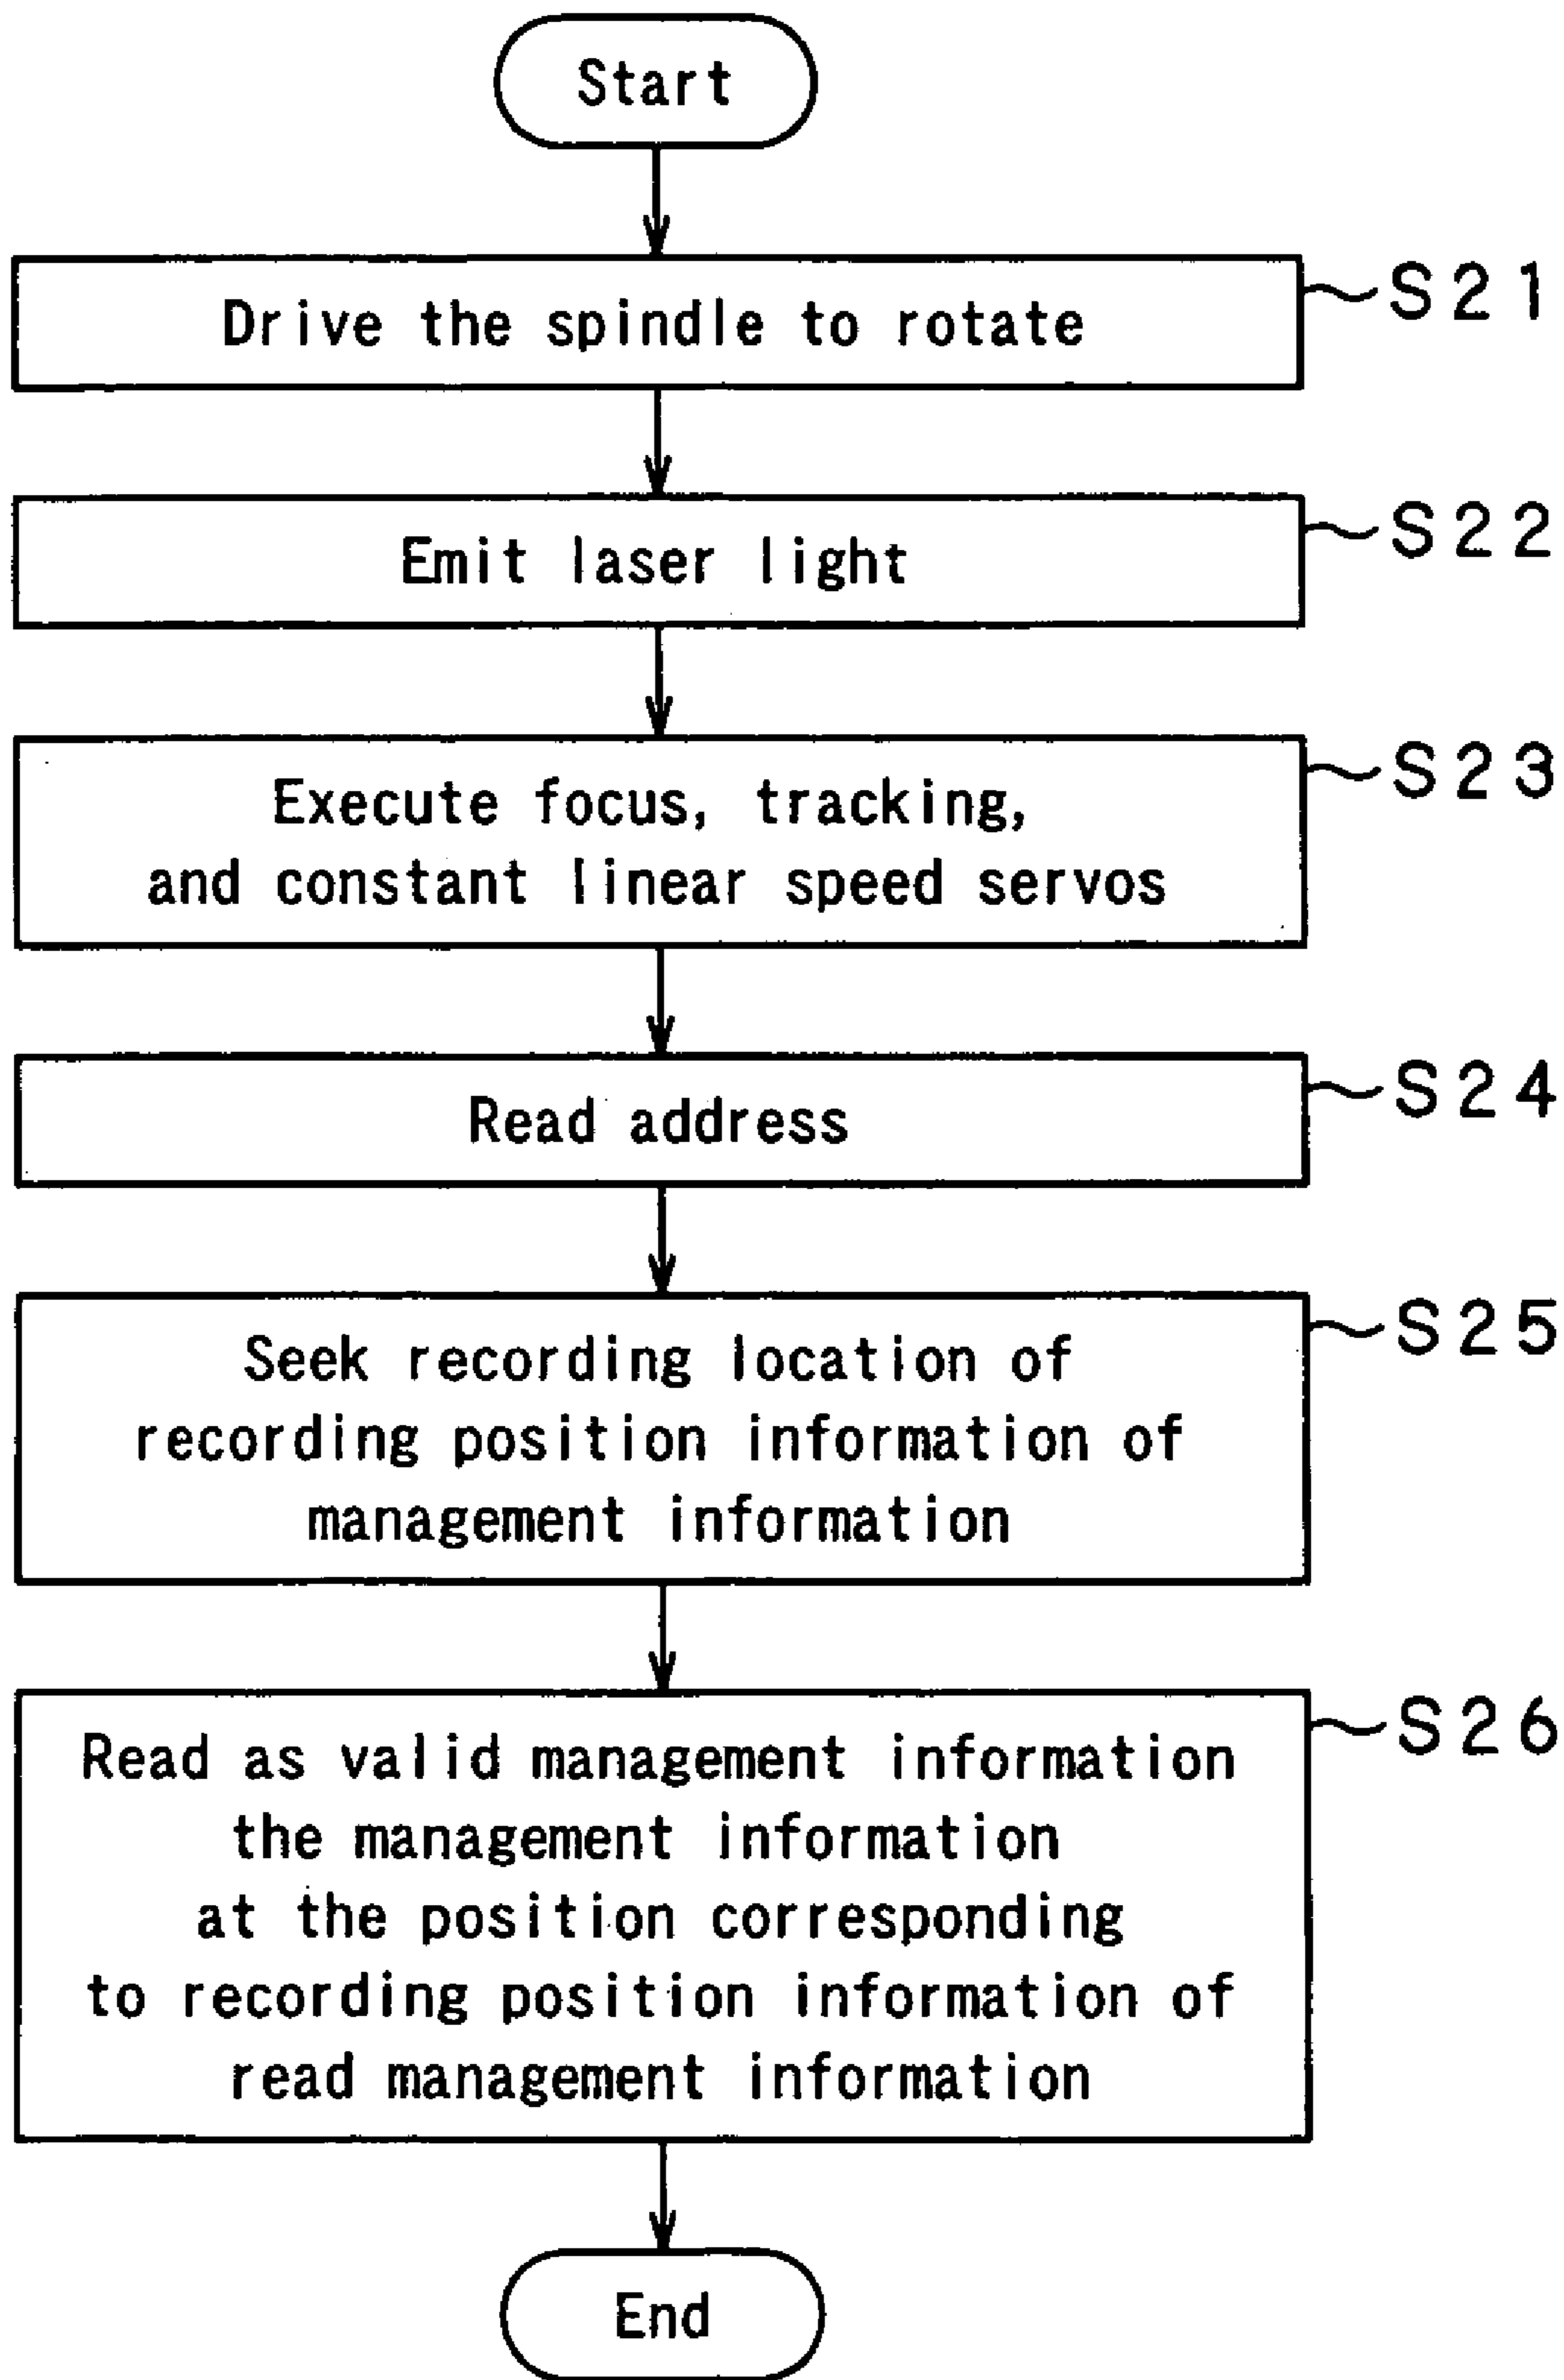 Start
Drive the spindle to rotate
S21
Emit laser light
S22
Execute focus, tracking,
and constant linear speed servos
S23
Read address
S24
Seek recording location of
recording position information of
management information
S25
Read as valid management information
the management information
at the position corresponding
to recording position information of
read management information
S26
End